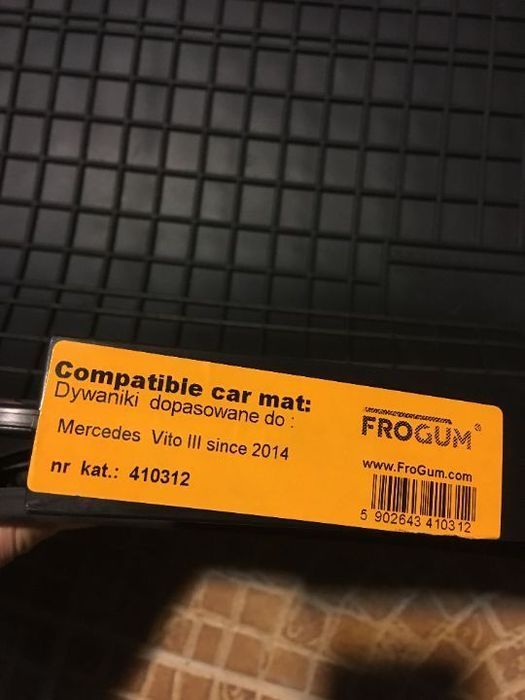 Compatible car mat:
Dywaniki dopasowane do :
Mercedes Vito III since 2014
nr kat.: 410312
FROGUM®
www.FroGum.com
5 902643 410312